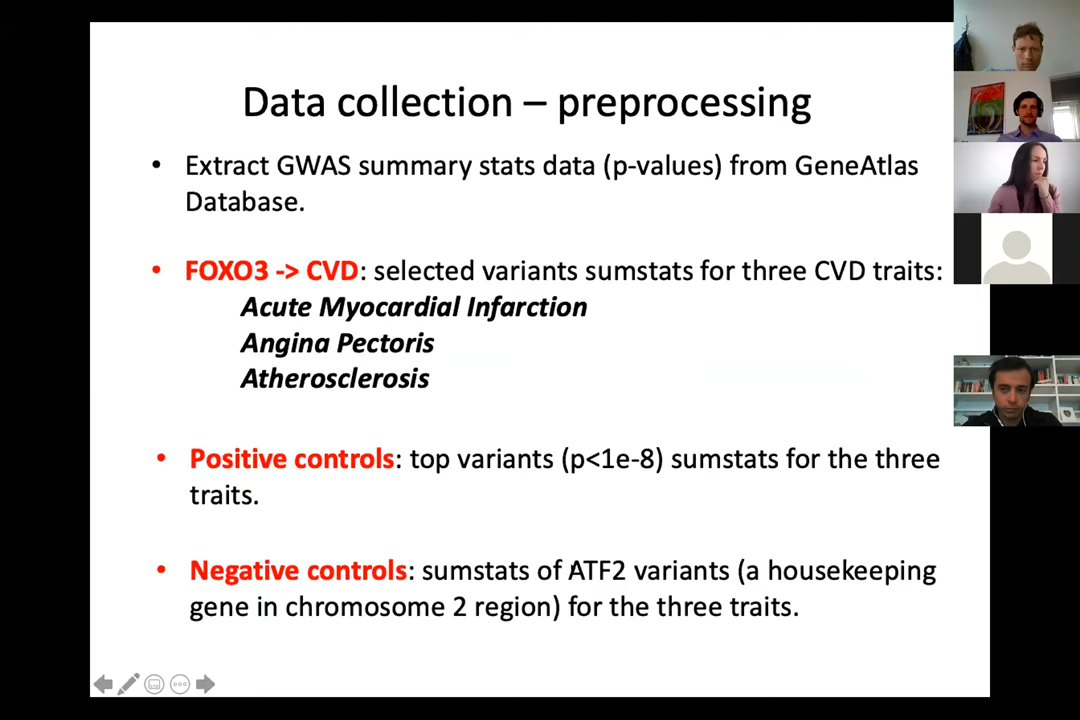 Data collection – preprocessing
• Extract GWAS summary stats data (p-values) from GeneAtlas
Database.
• FOXO3 -> CVD: selected variants sumstats for three CVD traits:
Acute Myocardial Infarction
Angina Pectoris
Atherosclerosis
• Positive controls: top variants (p<1e-8) sumstats for the three
traits.
• Negative controls: sumstats of ATF2 variants (a housekeeping
gene in chromosome 2 region) for the three traits.